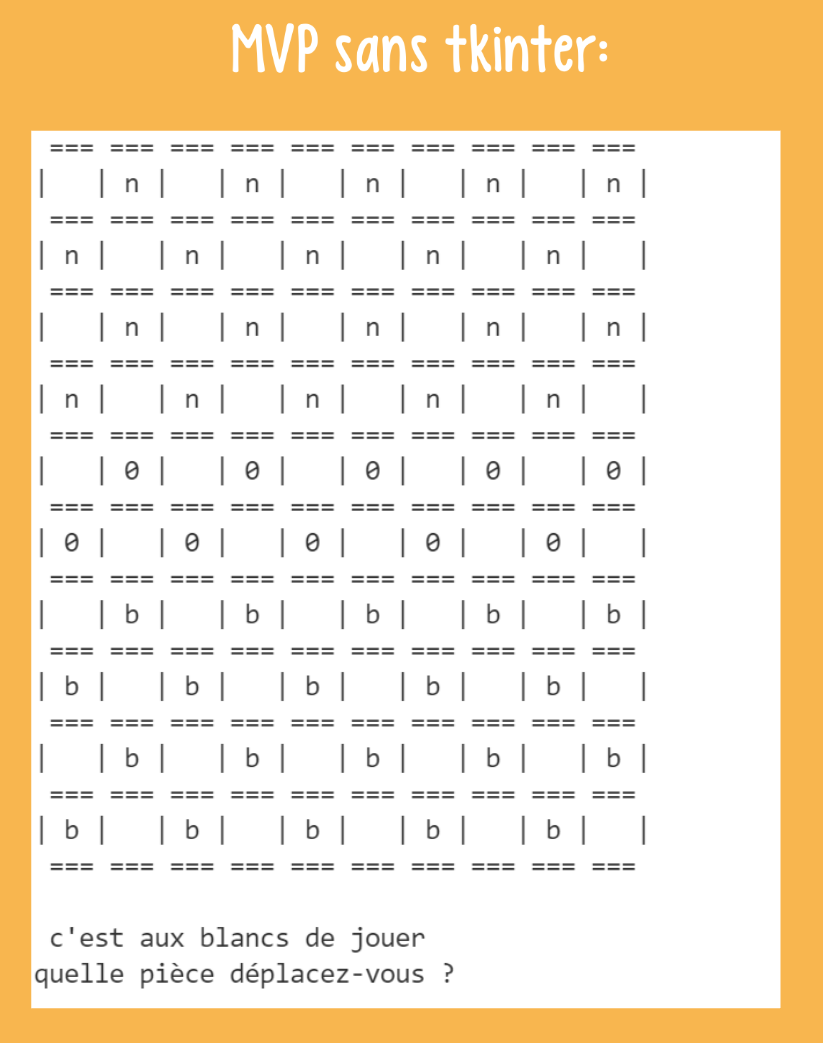 MVP sans tkinter:
 === === === === === === === === === ===
|   | n |   | n |   | n |   | n |   | n |
 === === === === === === === === === ===
| n |   | n |   | n |   | n |   | n |   |
 === === === === === === === === === ===
|   | n |   | n |   | n |   | n |   | n |
 === === === === === === === === === ===
| n |   | n |   | n |   | n |   | n |   |
 === === === === === === === === === ===
|   | 0 |   | 0 |   | 0 |   | 0 |   | 0 |
 === === === === === === === === === ===
| 0 |   | 0 |   | 0 |   | 0 |   | 0 |   |
 === === === === === === === === === ===
|   | b |   | b |   | b |   | b |   | b |
 === === === === === === === === === ===
| b |   | b |   | b |   | b |   | b |   |
 === === === === === === === === === ===
|   | b |   | b |   | b |   | b |   | b |
 === === === === === === === === === ===
| b |   | b |   | b |   | b |   | b |   |
 === === === === === === === === === ===
 c'est aux blancs de jouer
quelle pièce déplacez-vous ?